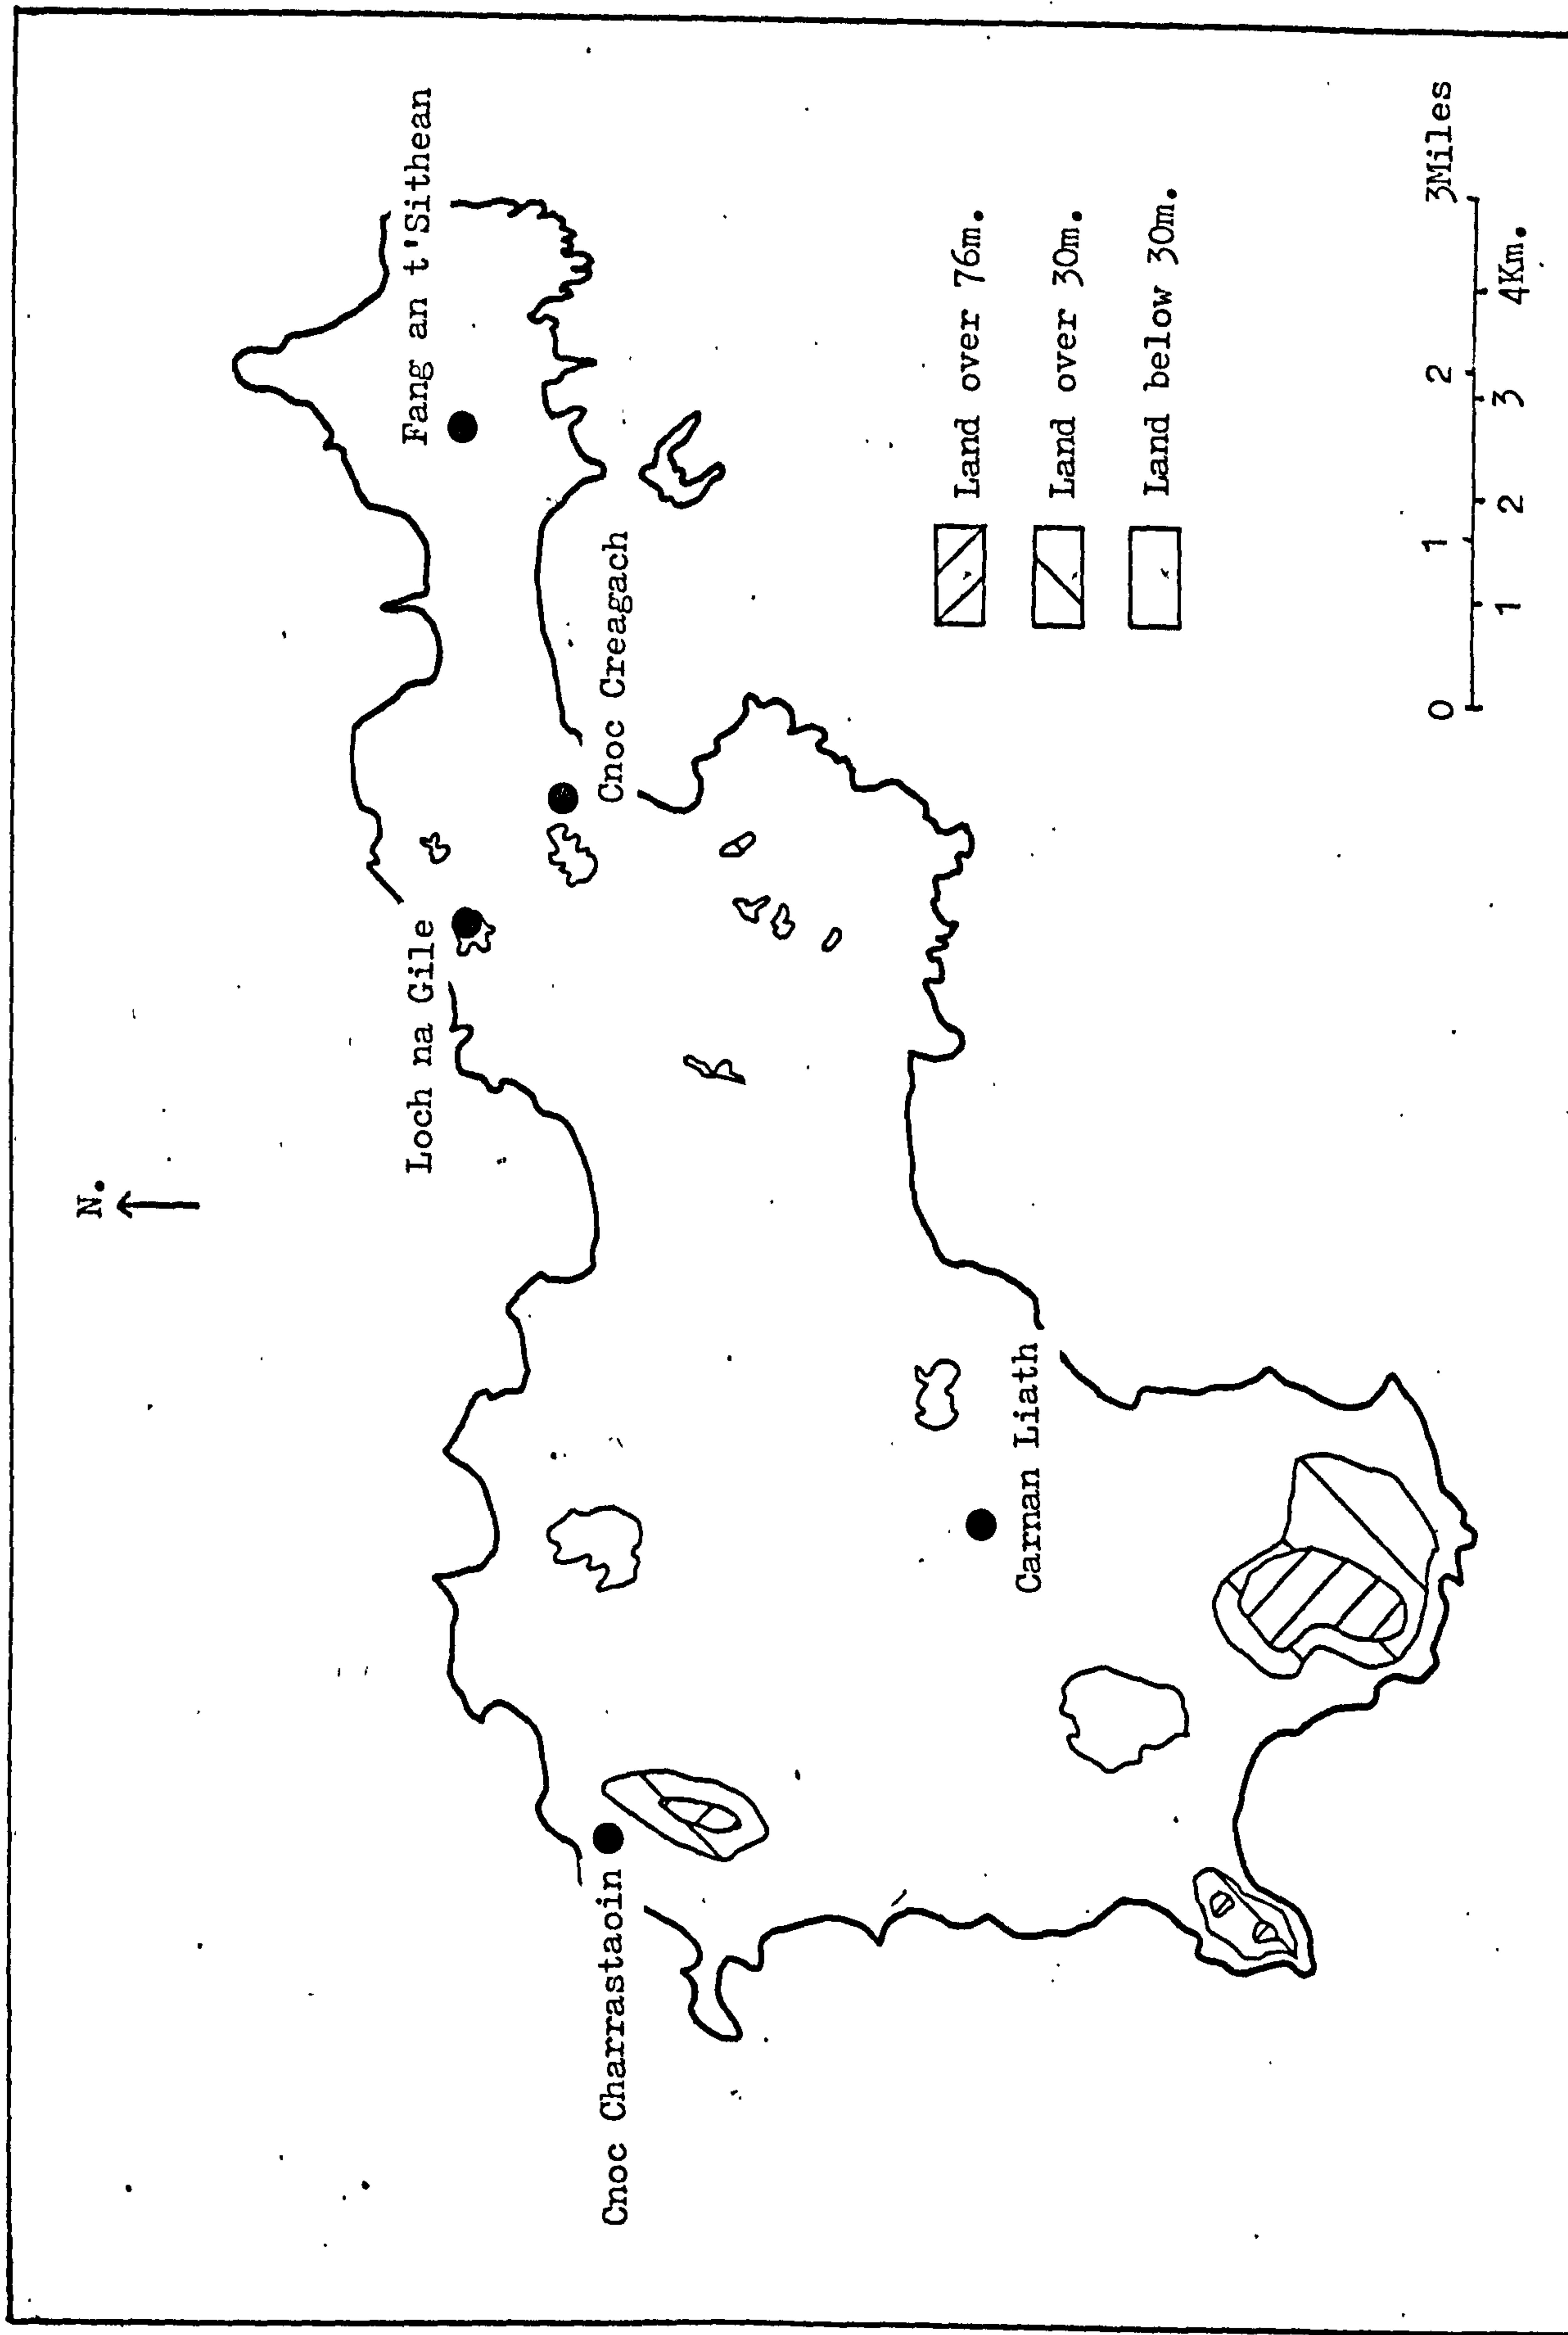 N.
Fang an t'Sithean
Loch na Gile
Cnoc Creagach
Cnoc Charrastaoin
Carnan Liath
Land over 76m.
Land over 30m.
Land below 30m.
0 1 2 3Miles
1 2 3 4Km.